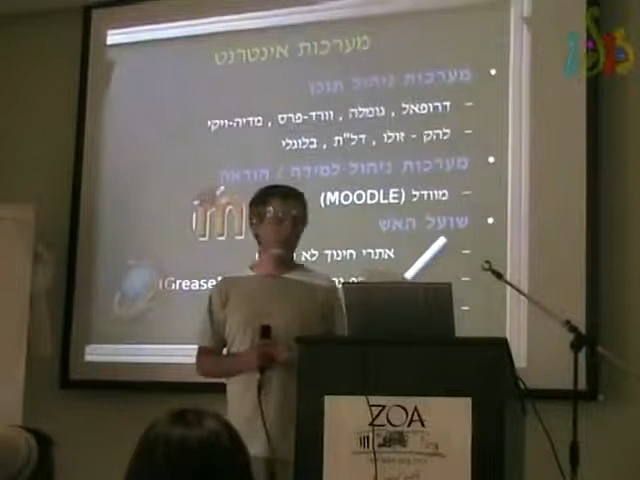 מערכות אינטרנט
מערכות ניהול תוכן
דרופאל, גומלה, וורד-פרס, מדיה-ויקי
להק - זולו, דל"ת, בלוגלי
מערכות ניהול למידה / הוראה
מוודל (MOODLE)
שועל האש
אתרי חינוך לא
(Grease
m
ZOA